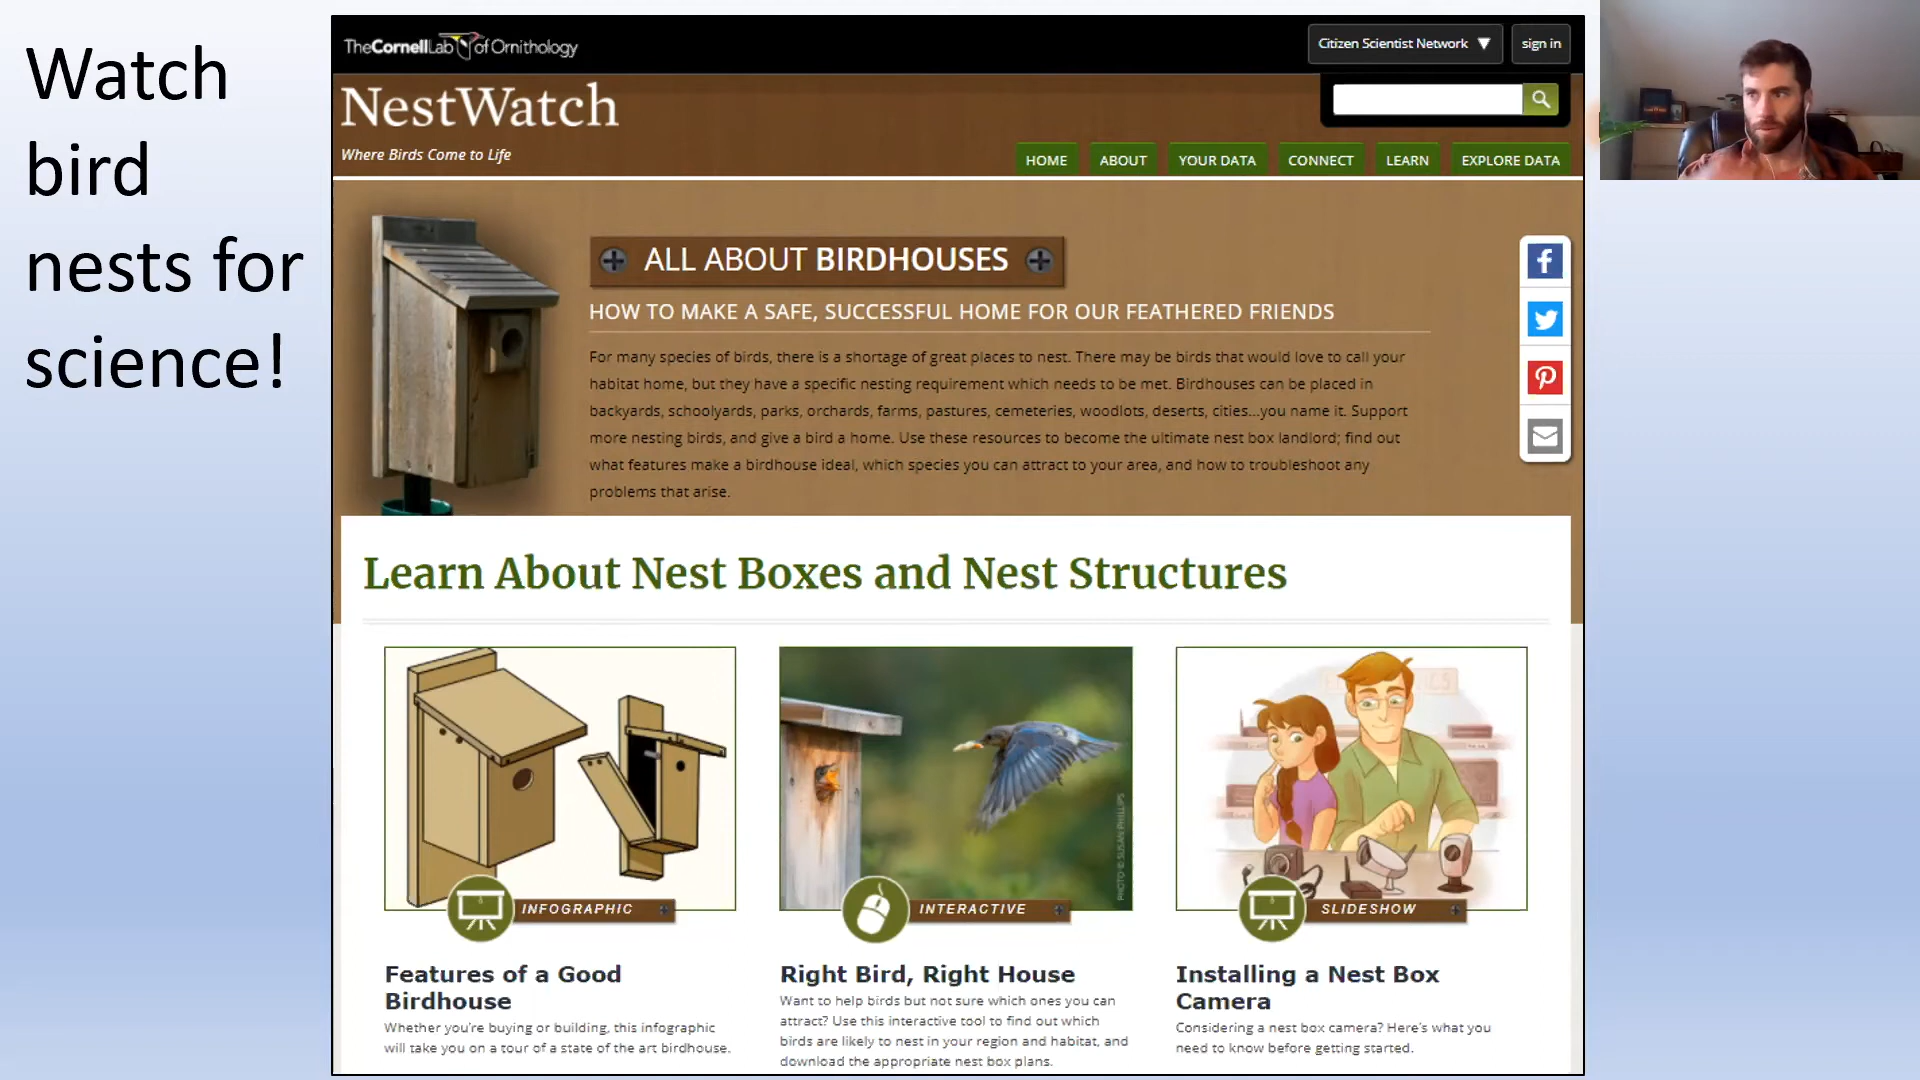 Watch
bird
nests for
science!
TheCornellLab of Ornithology
Citizen Scientist Network ▼
sign in
NestWatch
Where Birds Come to Life
HOME
ABOUT
YOUR DATA
CONNECT
LEARN
EXPLORE DATA
ALL ABOUT BIRDHOUSES
HOW TO MAKE A SAFE, SUCCESSFUL HOME FOR OUR FEATHERED FRIENDS
For many species of birds, there is a shortage of great places to nest. There may be birds that would love to call your
habitat home, but they have a specific nesting requirement which needs to be met. Birdhouses can be placed in
backyards, schoolyards, parks, orchards, farms, pastures, cemeteries, woodlots, deserts, cities...you name it. Support
more nesting birds, and give a bird a home. Use these resources to become the ultimate nest box landlord; find out
what features make a birdhouse ideal, which species you can attract to your area, and how to troubleshoot any
problems that arise.
Learn About Nest Boxes and Nest Structures
INFOGRAPHIC
Features of a Good
Birdhouse
Whether you're buying or building, this infographic
will take you on a tour of a state of the art birdhouse.
PHOTO © SUSAN PHILLIPS
INTERACTIVE
Right Bird, Right House
Want to help birds but not sure which ones you can
attract? Use this interactive tool to find out which
birds are likely to nest in your region and habitat, and
download the appropriate nest box plans.
SLIDESHOW
Installing a Nest Box
Camera
Considering a nest box camera? Here's what you
need to know before getting started.